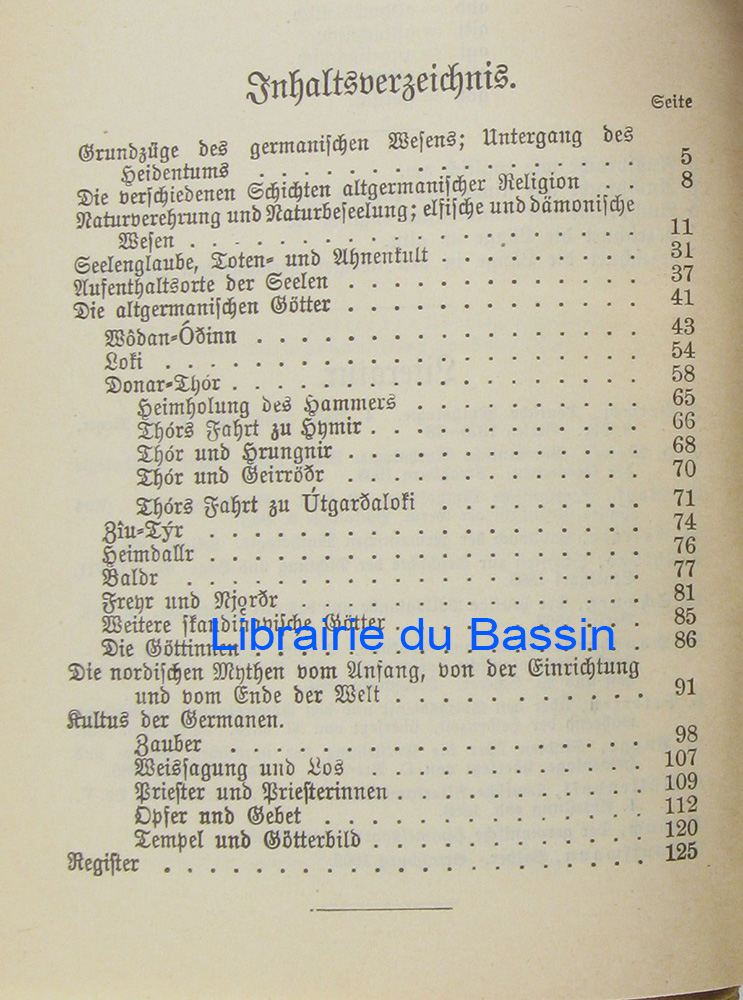 Inhaltsverzeichnis.
Seite
Grundzüge des germanischen Wesens; Untergang des
Heidentums . . . . . . . . . . . . . . . . 5
Die verschiedenen Schichten altgermanischer Religion . . 8
Naturverehrung und Naturbeseelung; elfische und dämonische
Wesen . . . . . . . . . . . . . . . . . . 11
Seelenglaube, Toten- und Ahnenkult . . . . . . . . . 31
Aufenthaltsorte der Seelen . . . . . . . . . . . . . 37
Die altgermanischen Götter . . . . . . . . . . . . . 41
Wôdan-Óðinn . . . . . . . . . . . . . . . . 43
Loki . . . . . . . . . . . . . . . . . . . 54
Donar-Thór . . . . . . . . . . . . . . . . . 58
Heimholung des Hammers . . . . . . . . . . 65
Thórs Fahrt zu Hymir . . . . . . . . . . . . 66
Thór und Hrungnir . . . . . . . . . . . . . 68
Thór und Geirröðr . . . . . . . . . . . . . 70
Thórs Fahrt zu Útgarðaloki . . . . . . . . . 71
Zîu-Týr . . . . . . . . . . . . . . . . . . 74
Heimdallr . . . . . . . . . . . . . . . . . . 76
Baldr . . . . . . . . . . . . . . . . . . . 77
Freyr und Njǫrðr . . . . . . . . . . . . . . 81
Weitere skandinavische Götter . . . . . . . . . . 85
Die Göttinnen . . . . . . . . . . . . . . . . 86
Librairie du Bassin
Die nordischen Mythen vom Anfang, von der Einrichtung
und vom Ende der Welt . . . . . . . . . . . 91
Kultus der Germanen.
Zauber . . . . . . . . . . . . . . . . . 98
Weissagung und Los . . . . . . . . . . . . 107
Priester und Priesterinnen . . . . . . . . . . . 109
Opfer nnd Gebet . . . . . . . . . . . . . . 112
Tempel und Götterbild . . . . . . . . . . . . 120
Register . . . . . . . . . . . . . . . . . . . . 125